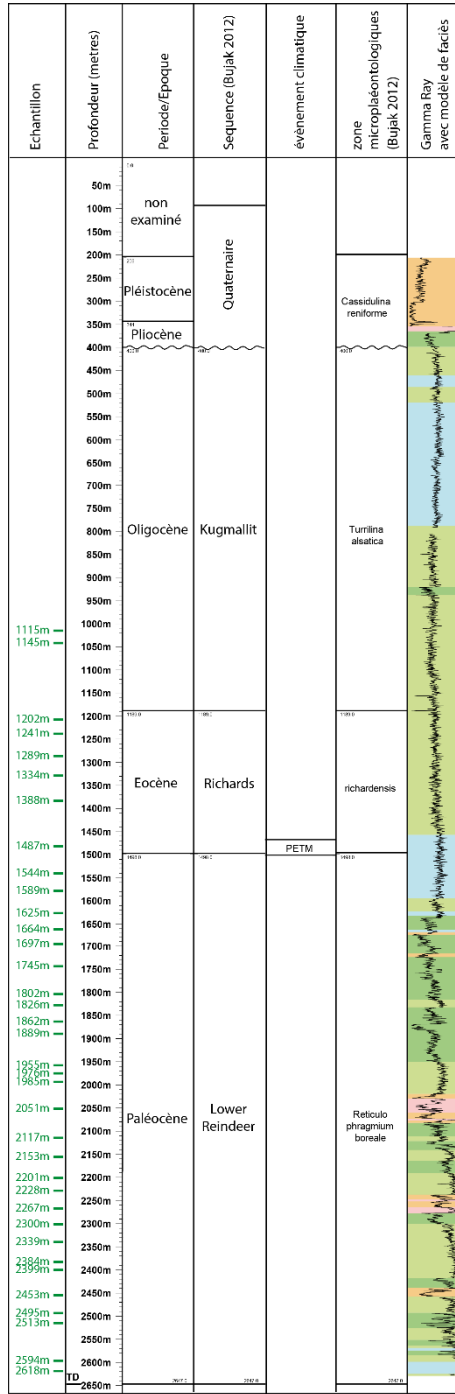 Echantillon
Profondeur (metres)
Periode/Epoque
Sequence (Bujak 2012)
évènement climatique
zone
microplaéontologiques
(Bujak 2012)
Gamma Ray
avec modèle de faciès
1115m
1145m
1202m
1241m
1289m
1334m
1388m
1487m
1544m
1589m
1625m
1664m
1697m
1745m
1802m
1826m
1862m
1889m
1955m
1976m
1985m
2051m
2117m
2153m
2201m
2228m
2267m
2300m
2339m
2384m
2399m
2453m
2495m
2513m
2594m
2618m
50m
100m
150m
200m
250m
300m
350m
400m
450m
500m
550m
600m
650m
700m
750m
800m
850m
900m
950m
1000m
1050m
1100m
1150m
1200m
1250m
1300m
1350m
1400m
1450m
1500m
1550m
1600m
1650m
1700m
1750m
1800m
1850m
1900m
1950m
2000m
2050m
2100m
2150m
2200m
2250m
2300m
2350m
2400m
2450m
2500m
2550m
2600m
TD
2650m
non
examiné
Pléistocène
Pliocène
Oligocène
Eocène
Paléocène
Quaternaire
Kugmallit
Richards
Lower
Reindeer
PETM
Cassidulina
reniforme
Turrilina
alsatica
richardensis
Reticulo
phragmium
boreale